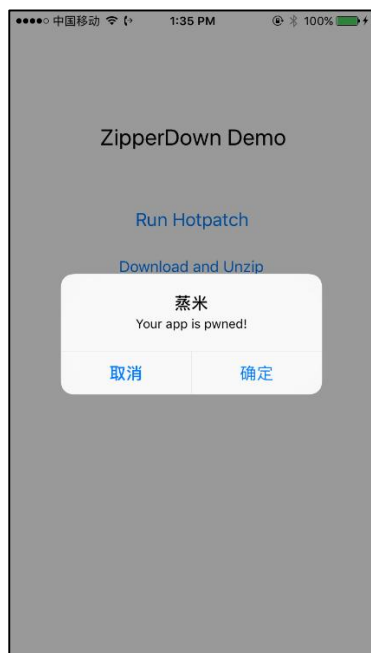 中国移动 1:35 PM 100%
ZipperDown Demo
Run Hotpatch
Download and Unzip
蒸米
Your app is pwned!
取消 确定